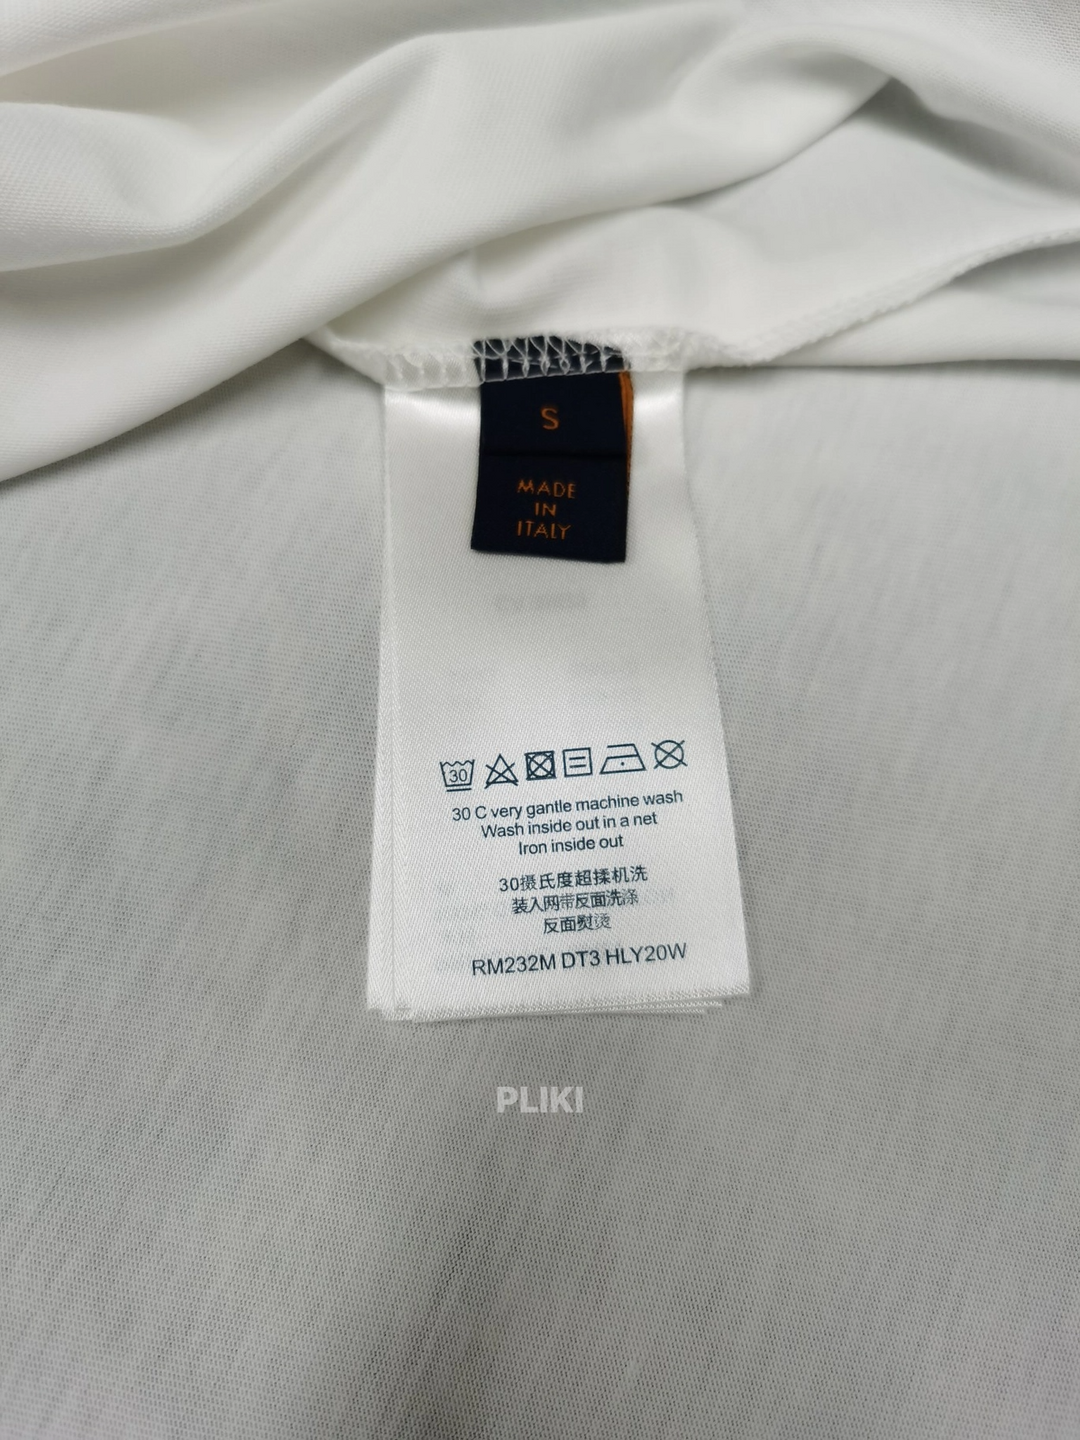 S
MADE
IN
ITALY
30
30 C very gantle machine wash
Wash inside out in a net
Iron inside out
30摄氏度超揉机洗
装入网带反面洗涤
反面熨烫
RM232M DT3 HLY20W
PLIKI